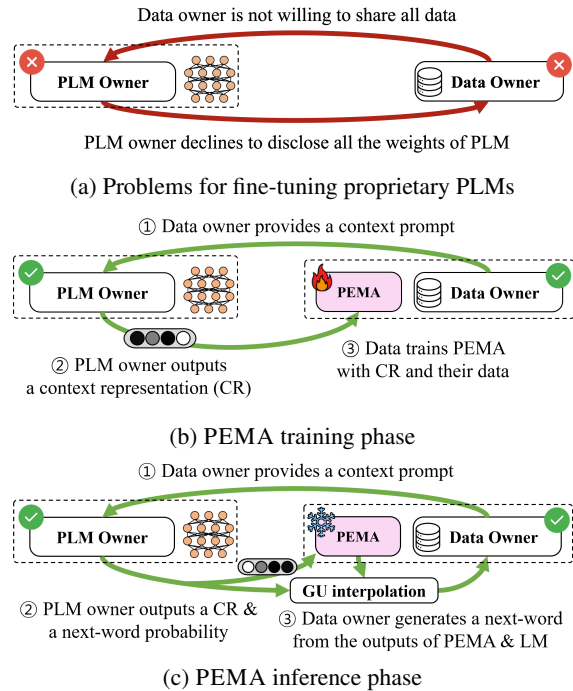 Data owner is not willing to share all data
PLM Owner
Data Owner
PLM owner declines to disclose all the weights of PLM
(a) Problems for fine-tuning proprietary PLMs
① Data owner provides a context prompt
PLM Owner
PEMA
Data Owner
② PLM owner outputs
a context representation (CR)
③ Data trains PEMA
with CR and their data
(b) PEMA training phase
① Data owner provides a context prompt
PLM Owner
PEMA
Data Owner
GU interpolation
② PLM owner outputs a CR &
a next-word probability
③ Data owner generates a next-word
from the outputs of PEMA & LM
(c) PEMA inference phase